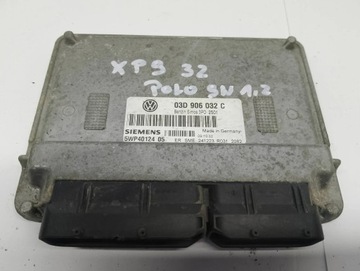 XPS 32
POLO 9N 1.2
03D 906 032 C
SIEMENS
Made in Germany
5WP40124 05